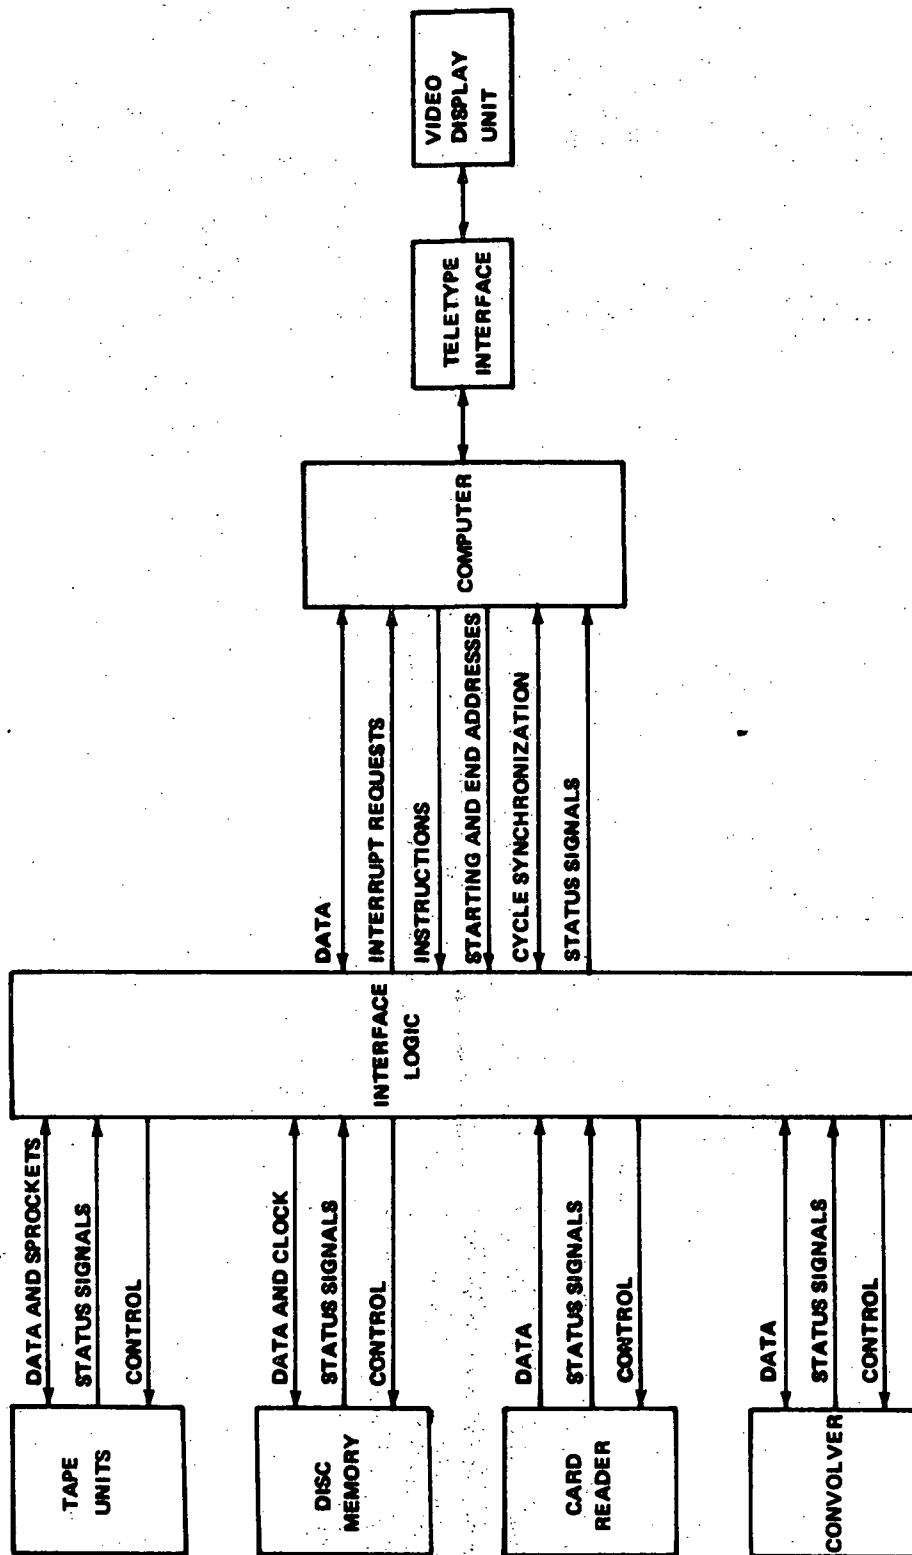 TAPE
UNITS
DATA AND SPROCKETS
STATUS SIGNALS
CONTROL
DISC
MEMORY
DATA AND CLOCK
STATUS SIGNALS
CONTROL
CARD
READER
DATA
STATUS SIGNALS
CONTROL
CONVOLVER
DATA
STATUS SIGNALS
CONTROL
INTERFACE
LOGIC
DATA
INTERRUPT REQUESTS
INSTRUCTIONS
STARTING AND END ADDRESSES
CYCLE SYNCHRONIZATION
STATUS SIGNALS
COMPUTER
TELETYPE
INTERFACE
VIDEO
DISPLAY
UNIT